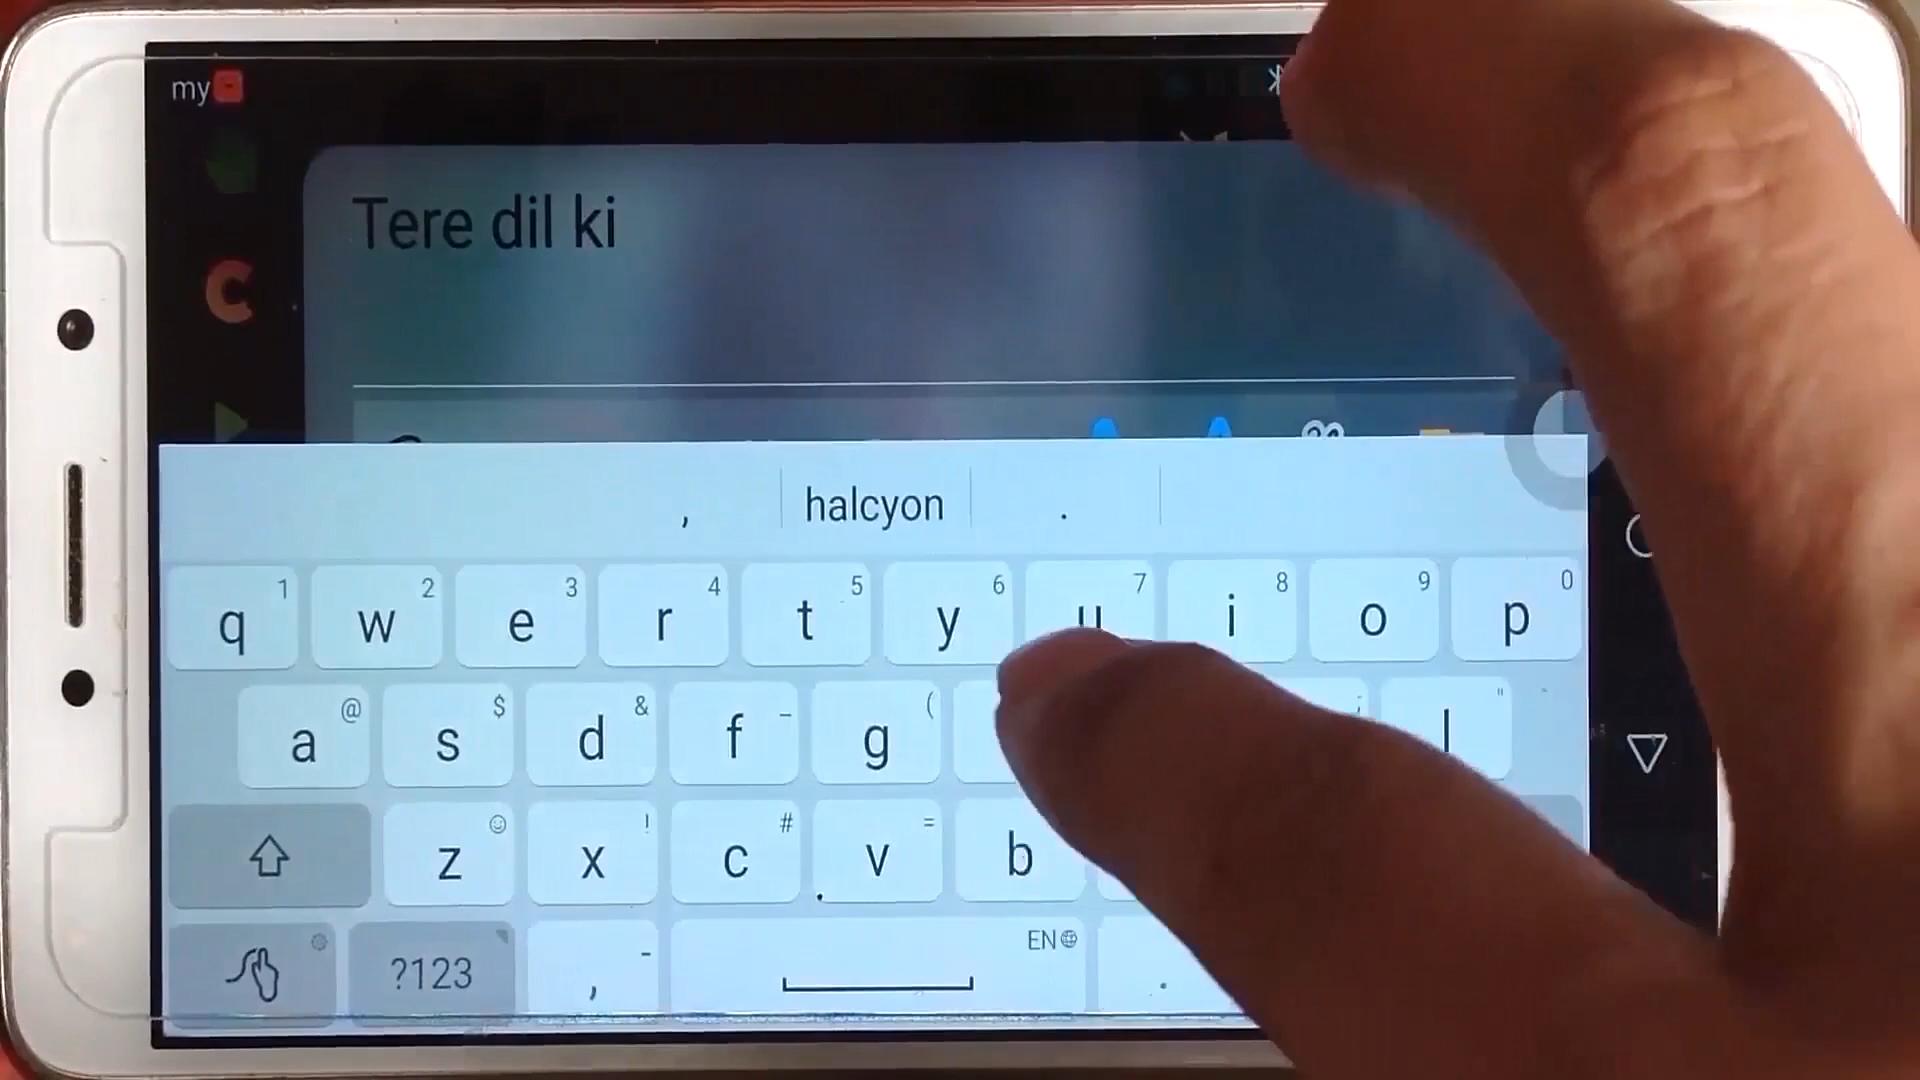 my
Tere dil ki
C
, halcyon .
q 1 w 2 e 3 r 4 t 5 y 6 u 7 i 8 o 9 p 0
a @ s $ d & f _ g ( ; l "
z x ! c # v = b
?123 , - EN .